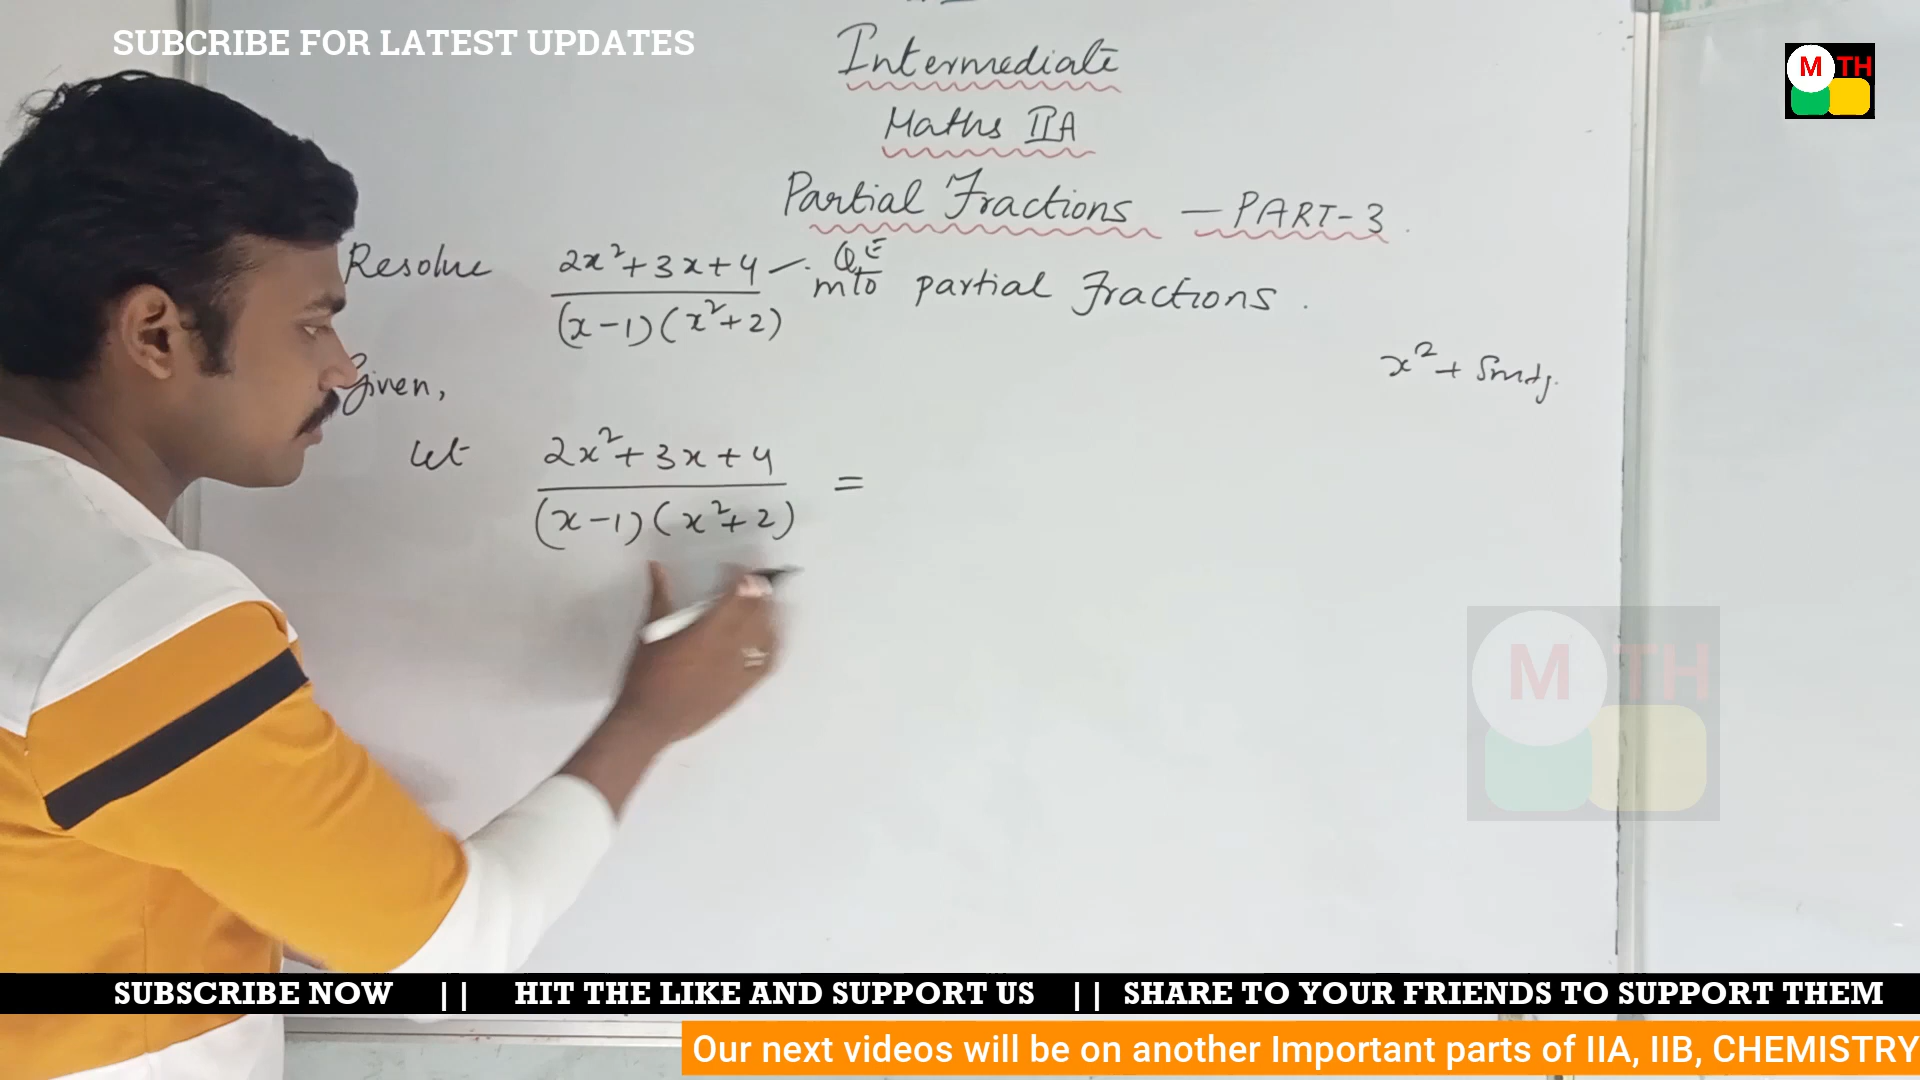 SUBCRIBE FOR LATEST UPDATES
M TH
Intermediate
Maths IIA
Partial Fractions — PART-3.
Resolve 2x²+3x+4 / (x-1)(x²+2) into partial Fractions.
QE
x² + Smtg.
Given,
Let 2x²+3x+4 / (x-1)(x²+2) =
M TH
SUBSCRIBE NOW || HIT THE LIKE AND SUPPORT US || SHARE TO YOUR FRIENDS TO SUPPORT THEM
Our next videos will be on another Important parts of IIA, IIB, CHEMISTRY